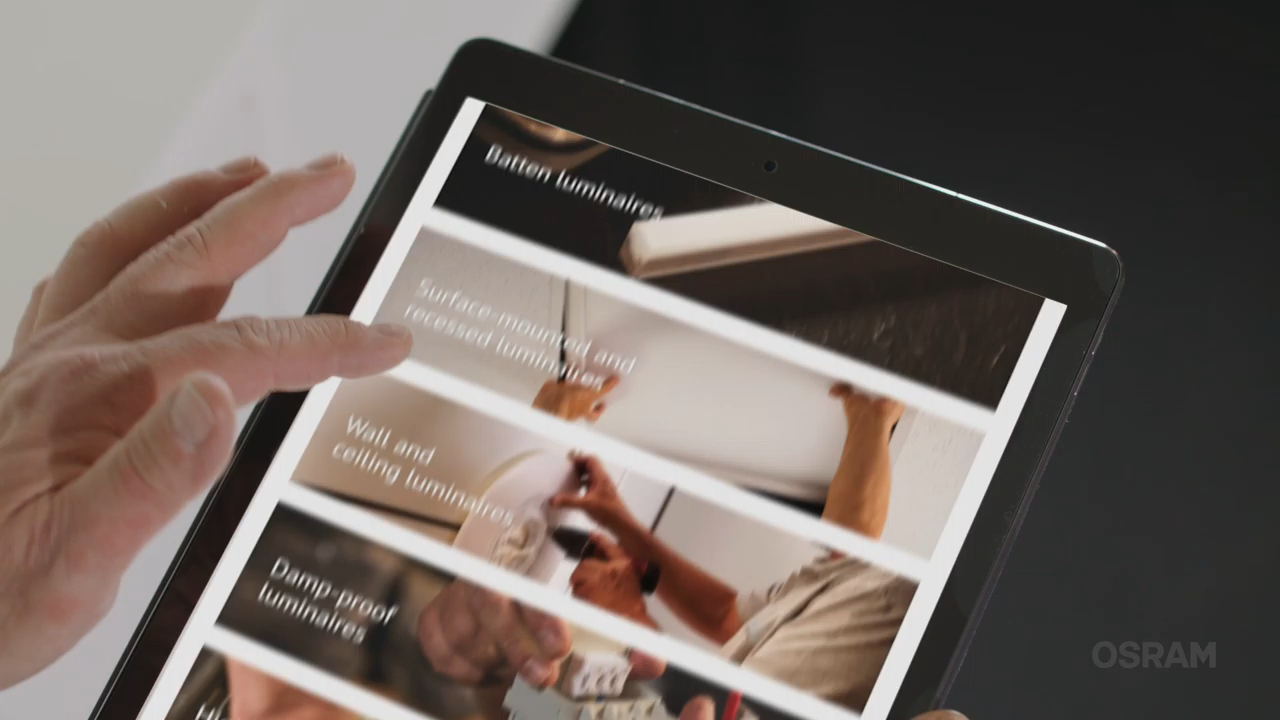 Batten luminaires
Surface-mounted and
recessed luminaires
Wall and
ceiling luminaires
Damp-proof
luminaires
OSRAM